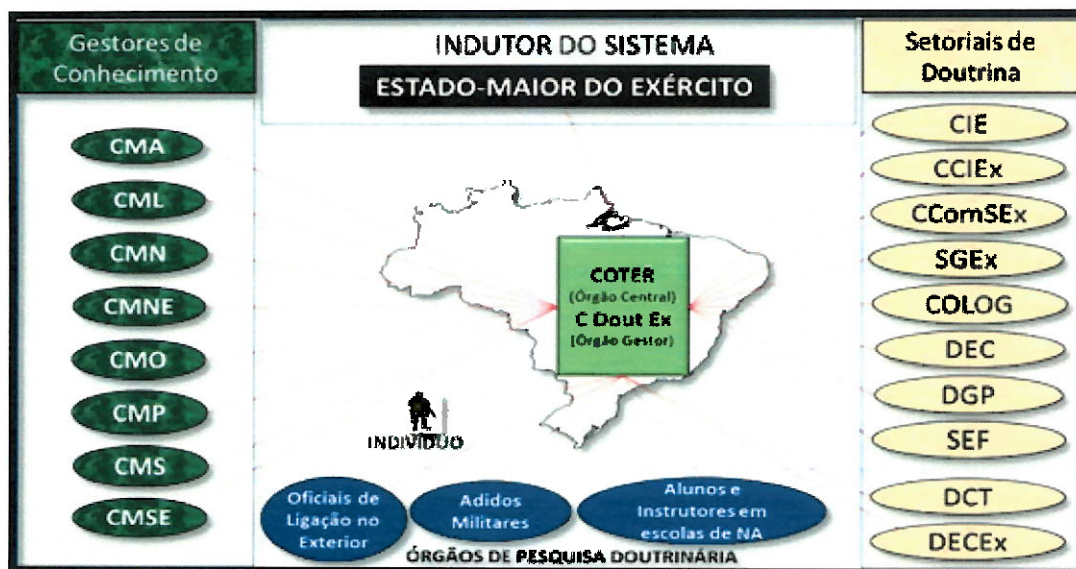 Gestores de
Conhecimento
CMA
CML
CMN
CMNE
CMO
CMP
CMS
CMSE
INDUTOR DO SISTEMA
ESTADO-MAIOR DO EXÉRCITO
COTER
(Órgão Central)
C Dout Ex
(Órgão Gestor)
INDIVÍDUO
Oficiais de
Ligação no
Exterior
Adidos
Militares
Alunos e
Instrutores em
escolas de NA
ÓRGÃOS DE PESQUISA DOUTRINÁRIA
Setoriais de
Doutrina
CIE
CCIEx
CComSEx
SGEx
COLOG
DEC
DGP
SEF
DCT
DECEx